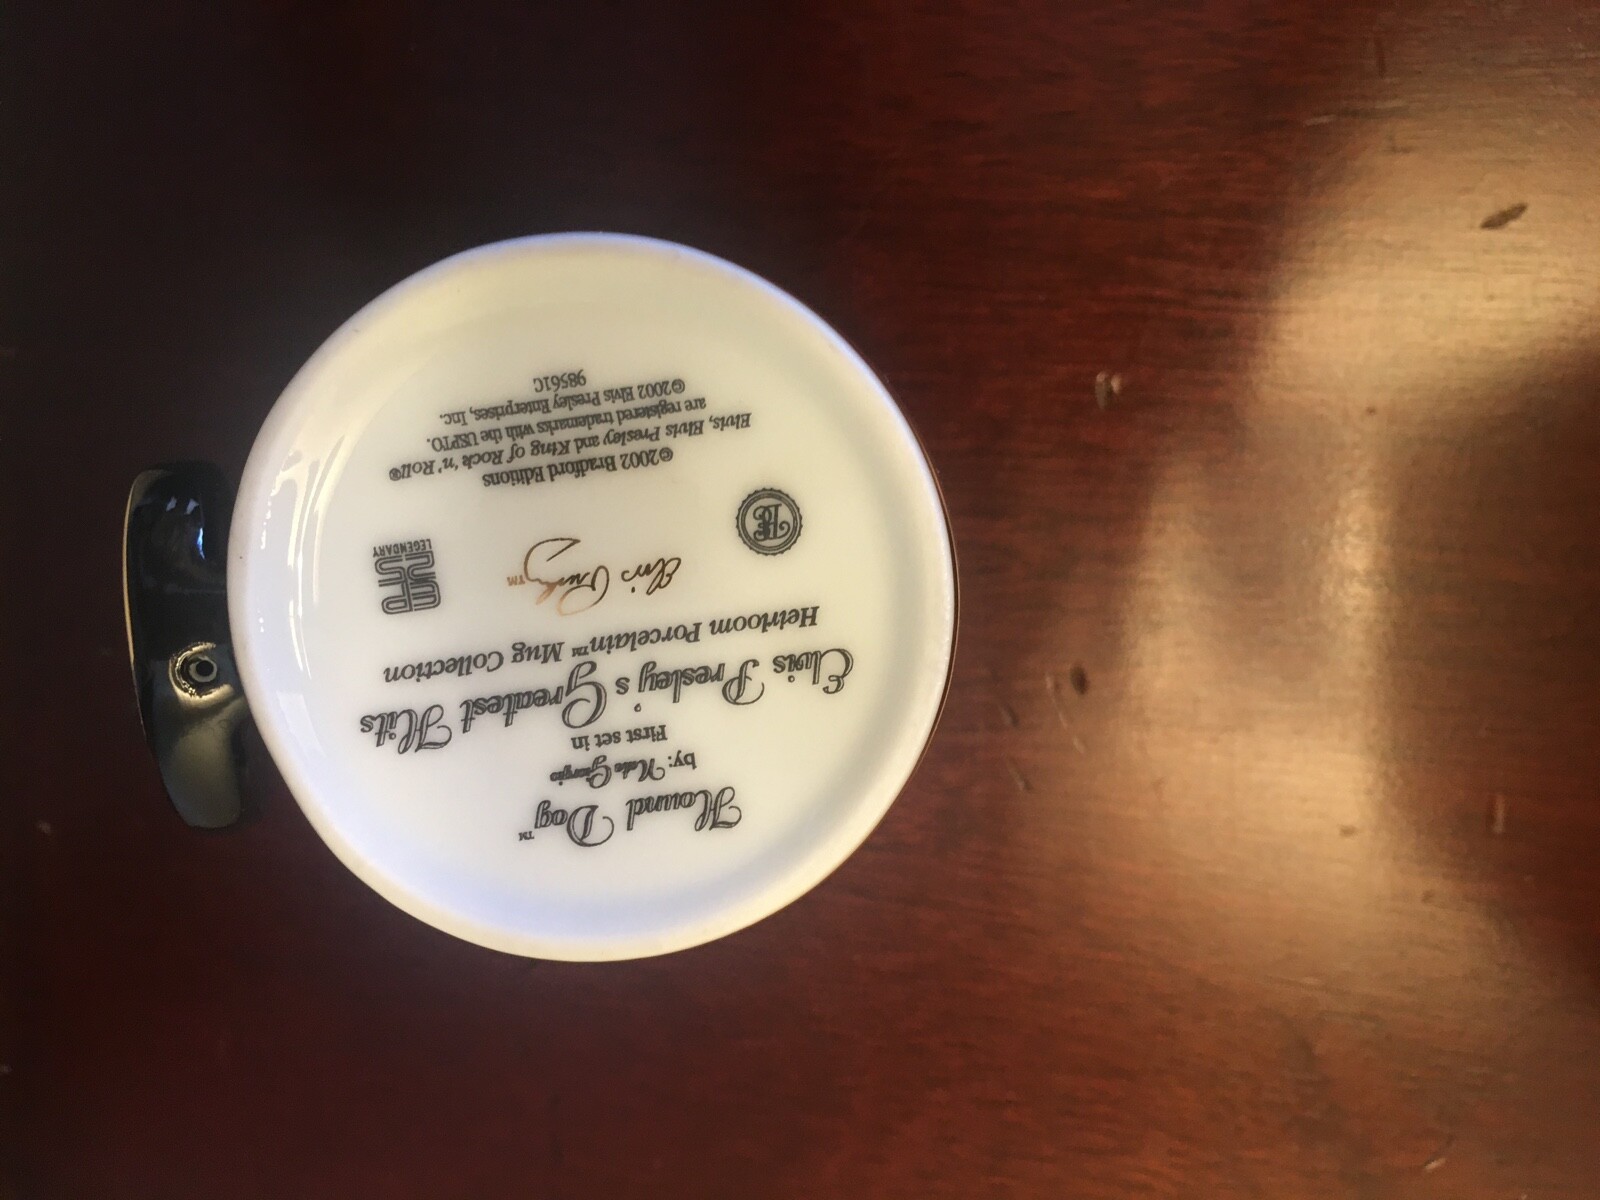 Hound Dog™
by: Nate Giorgio
First set in
Elvis Presley's Greatest Hits
Heirloom Porcelain™ Mug Collection
Elvis Presley™
LEGENDARY
©2002 Bradford Editions
Elvis, Elvis Presley and King of Rock 'n' Roll®
are registered trademarks with the USPTO.
©2002 Elvis Presley Enterprises, Inc.
98561C